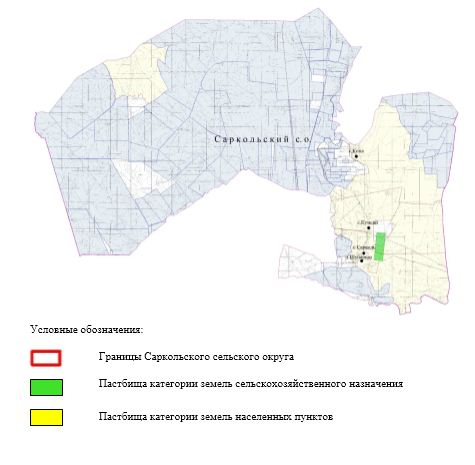 Саркольский с.о.
Условные обозначения:
Границы Саркольского сельского округа
Пастбища категории земель сельскохозяйственного назначения
Пастбища категории земель населенных пунктов